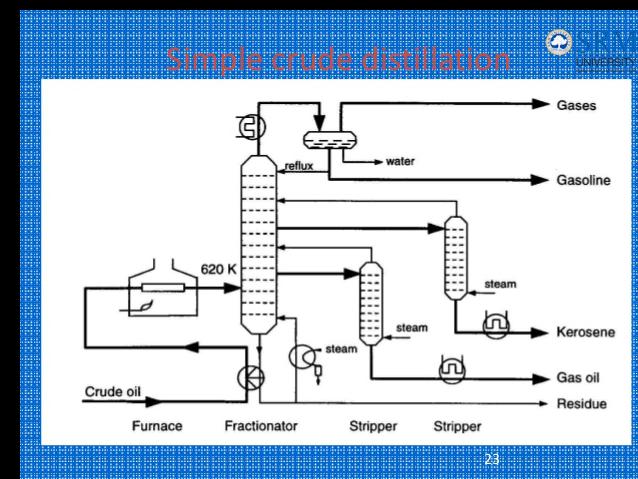 Simple crude distillation
SRM
UNIVERSITY
Gases
water
reflux
Gasoline
620 K
steam
steam
steam
Kerosene
Gas oil
Crude oil
Residue
Furnace Fractionator Stripper Stripper
23